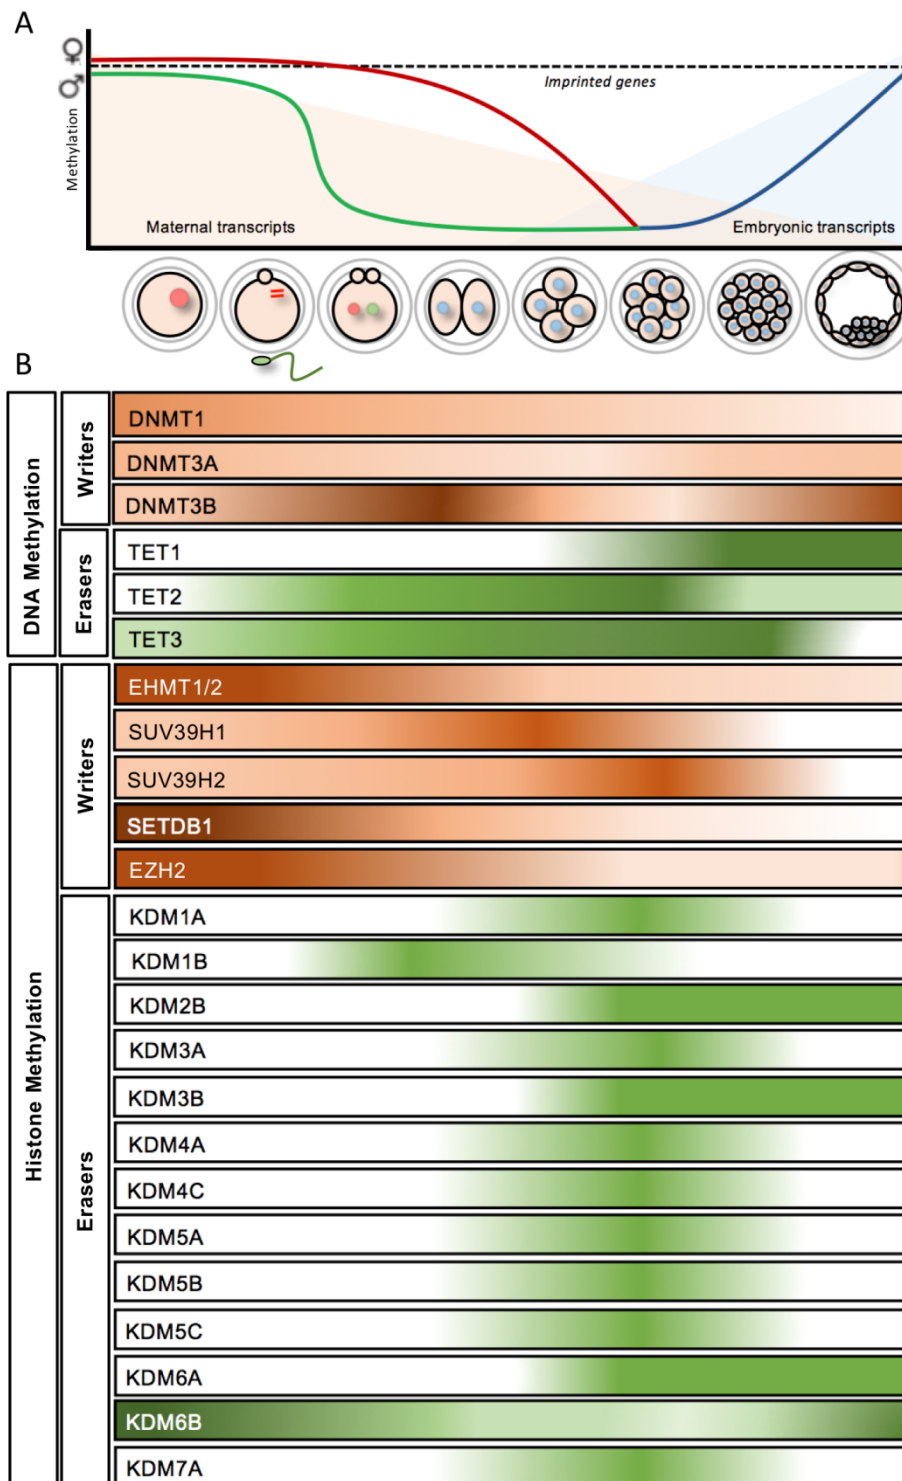 A
♀
♂
Methylation
Imprinted genes
Maternal transcripts
Embryonic transcripts
B
DNA Methylation
Writers
DNMT1
DNMT3A
DNMT3B
Erasers
TET1
TET2
TET3
Histone Methylation
Writers
EHMT1/2
SUV39H1
SUV39H2
SETDB1
EZH2
Erasers
KDM1A
KDM1B
KDM2B
KDM3A
KDM3B
KDM4A
KDM4C
KDM5A
KDM5B
KDM5C
KDM6A
KDM6B
KDM7A